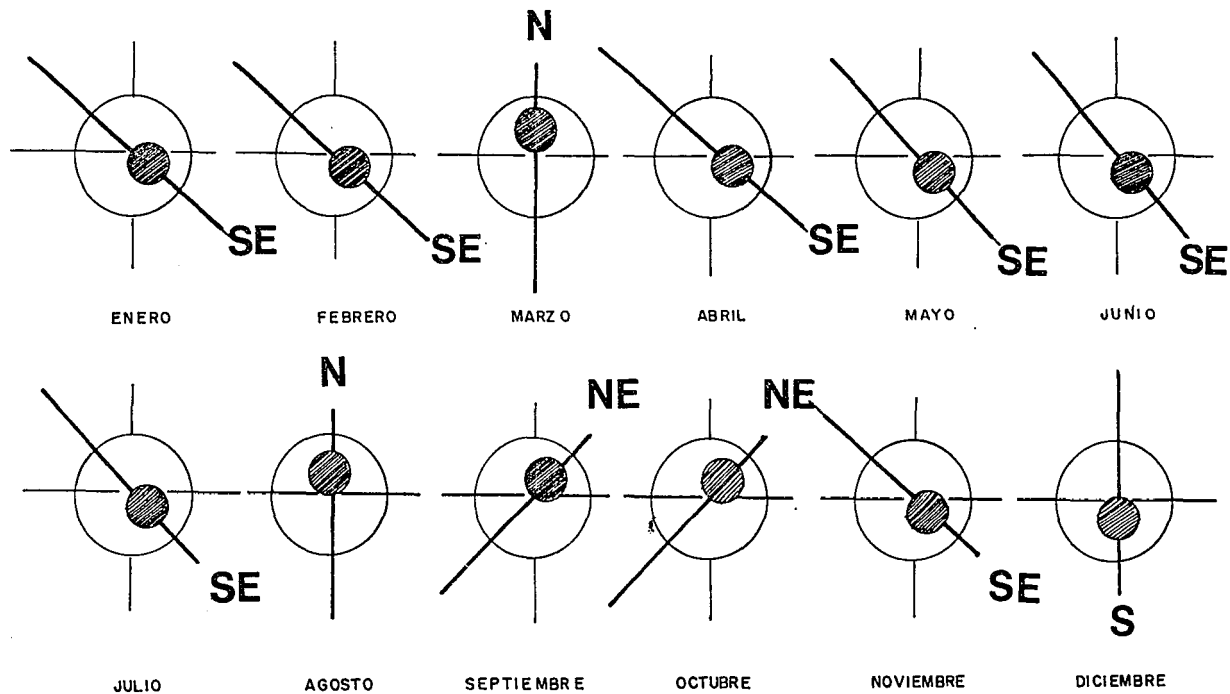 N
SE SE SE SE SE
ENERO FEBRERO MARZO ABRIL MAYO JUNIO
N NE NE
SE SE S
JULIO AGOSTO SEPTIEMBRE OCTUBRE NOVIEMBRE DICIEMBRE